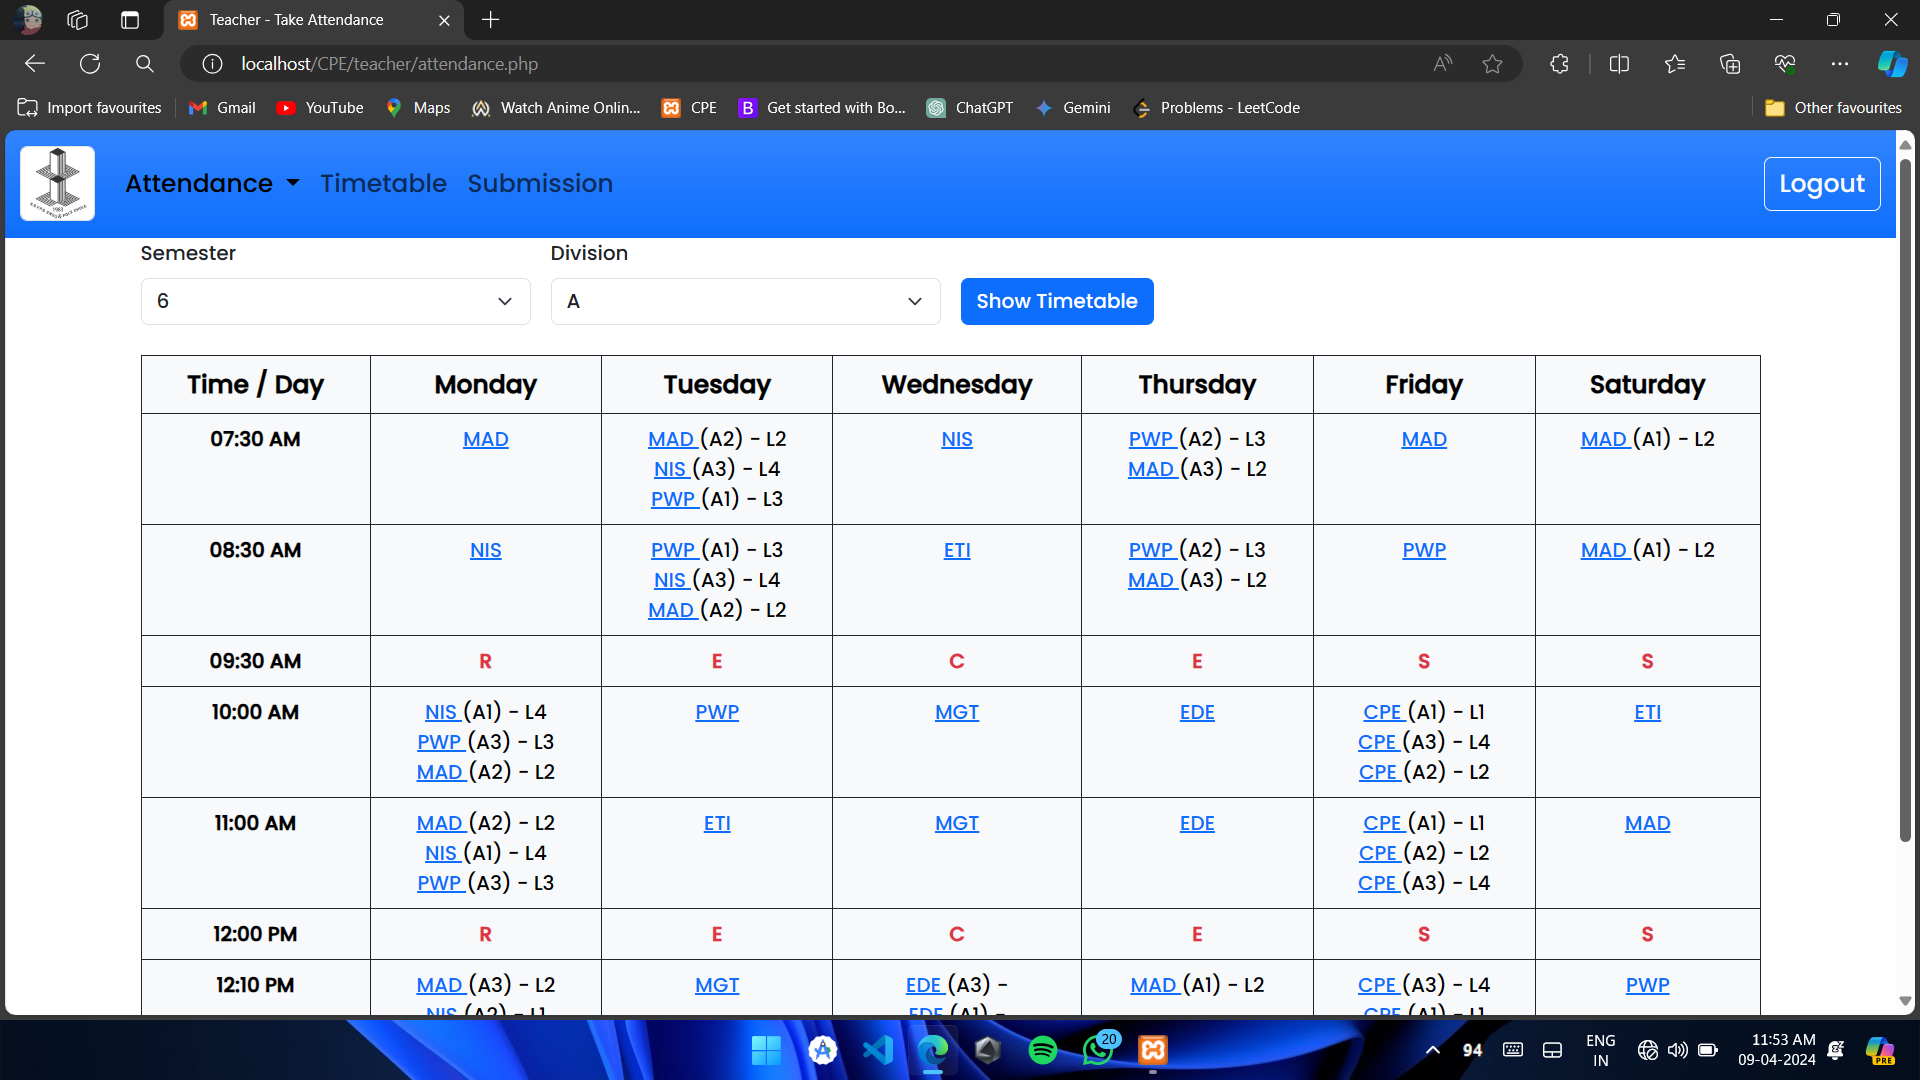 Teacher - Take Attendance
localhost/CPE/teacher/attendance.php
Import favourites Gmail YouTube Maps Watch Anime Onlin... CPE Get started with Bo... ChatGPT Gemini Problems - LeetCode Other favourites
Attendance Timetable Submission Logout
Semester Division
6 A Show Timetable
Time / Day Monday Tuesday Wednesday Thursday Friday Saturday
07:30 AM MAD MAD (A2) - L2 NIS PWP (A2) - L3 MAD MAD (A1) - L2
NIS (A3) - L4 MAD (A3) - L2
PWP (A1) - L3
08:30 AM NIS PWP (A1) - L3 ETI PWP (A2) - L3 PWP MAD (A1) - L2
NIS (A3) - L4 MAD (A3) - L2
MAD (A2) - L2
09:30 AM R E C E S S
10:00 AM NIS (A1) - L4 PWP MGT EDE CPE (A1) - L1 ETI
PWP (A3) - L3 CPE (A3) - L4
MAD (A2) - L2 CPE (A2) - L2
11:00 AM MAD (A2) - L2 ETI MGT EDE CPE (A1) - L1 MAD
NIS (A1) - L4 CPE (A2) - L2
PWP (A3) - L3 CPE (A3) - L4
12:00 PM R E C E S S
12:10 PM MAD (A3) - L2 MGT EDE (A3) - MAD (A1) - L2 CPE (A3) - L4 PWP
NIS (A2) - L1 EDE (A1) - CPE (A1) - L1
20
94 ENG 11:53 AM
IN 09-04-2024
PRE